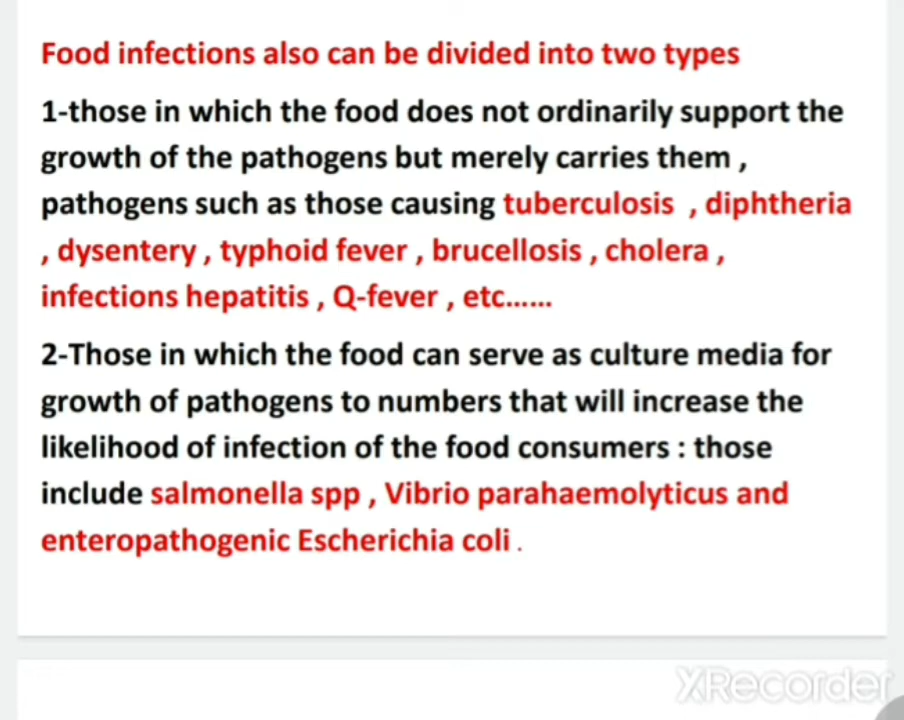 Food infections also can be divided into two types
1-those in which the food does not ordinarily support the
growth of the pathogens but merely carries them ,
pathogens such as those causing tuberculosis , diphtheria
, dysentery , typhoid fever , brucellosis , cholera ,
infections hepatitis , Q-fever , etc......
2-Those in which the food can serve as culture media for
growth of pathogens to numbers that will increase the
likelihood of infection of the food consumers : those
include salmonella spp , Vibrio parahaemolyticus and
enteropathogenic Escherichia coli .
XRecorder